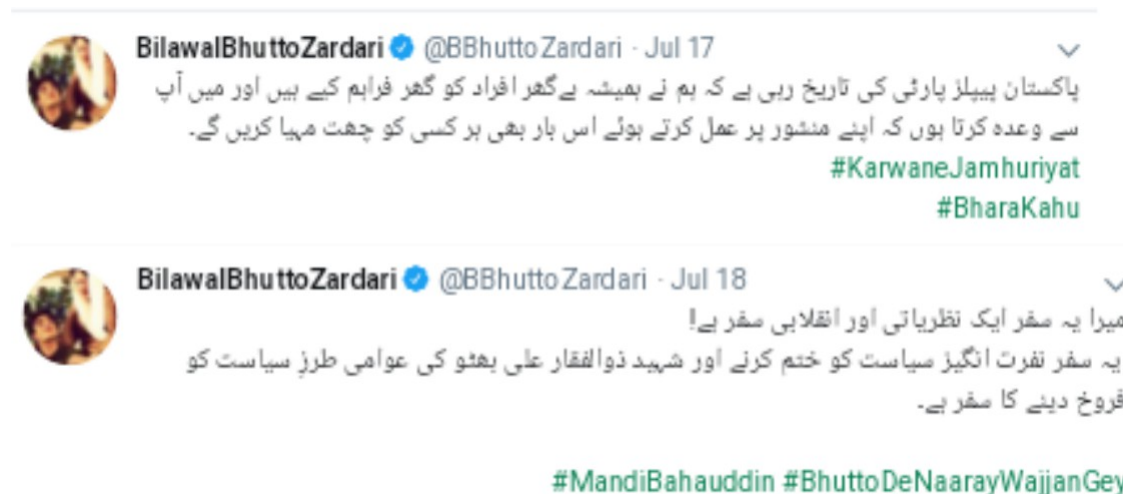 BilawalBhuttoZardari @BBhuttoZardari · Jul 17
پاکستان پیپلز پارٹی کی تاریخ رہی ہے کہ ہم نے ہمیشہ بےگھر افراد کو گھر فراہم کیے ہیں اور میں آپ
سے وعدہ کرتا ہوں کہ اپنے منشور پر عمل کرتے ہوئے اس بار بھی ہر کسی کو چھت مہیا کریں گے۔
#KarwaneJamhuriyat
#BharaKahu
BilawalBhuttoZardari @BBhuttoZardari · Jul 18
میرا یہ سفر ایک نظریاتی اور انقلابی سفر ہے!
یہ سفر نفرت انگیز سیاست کو ختم کرنے اور شہید ذوالفقار علی بھٹو کی عوامی طرزِ سیاست کو
فروخ دینے کا سفر ہے۔
#MandiBahauddin #BhuttoDeNaarayWajjanGey